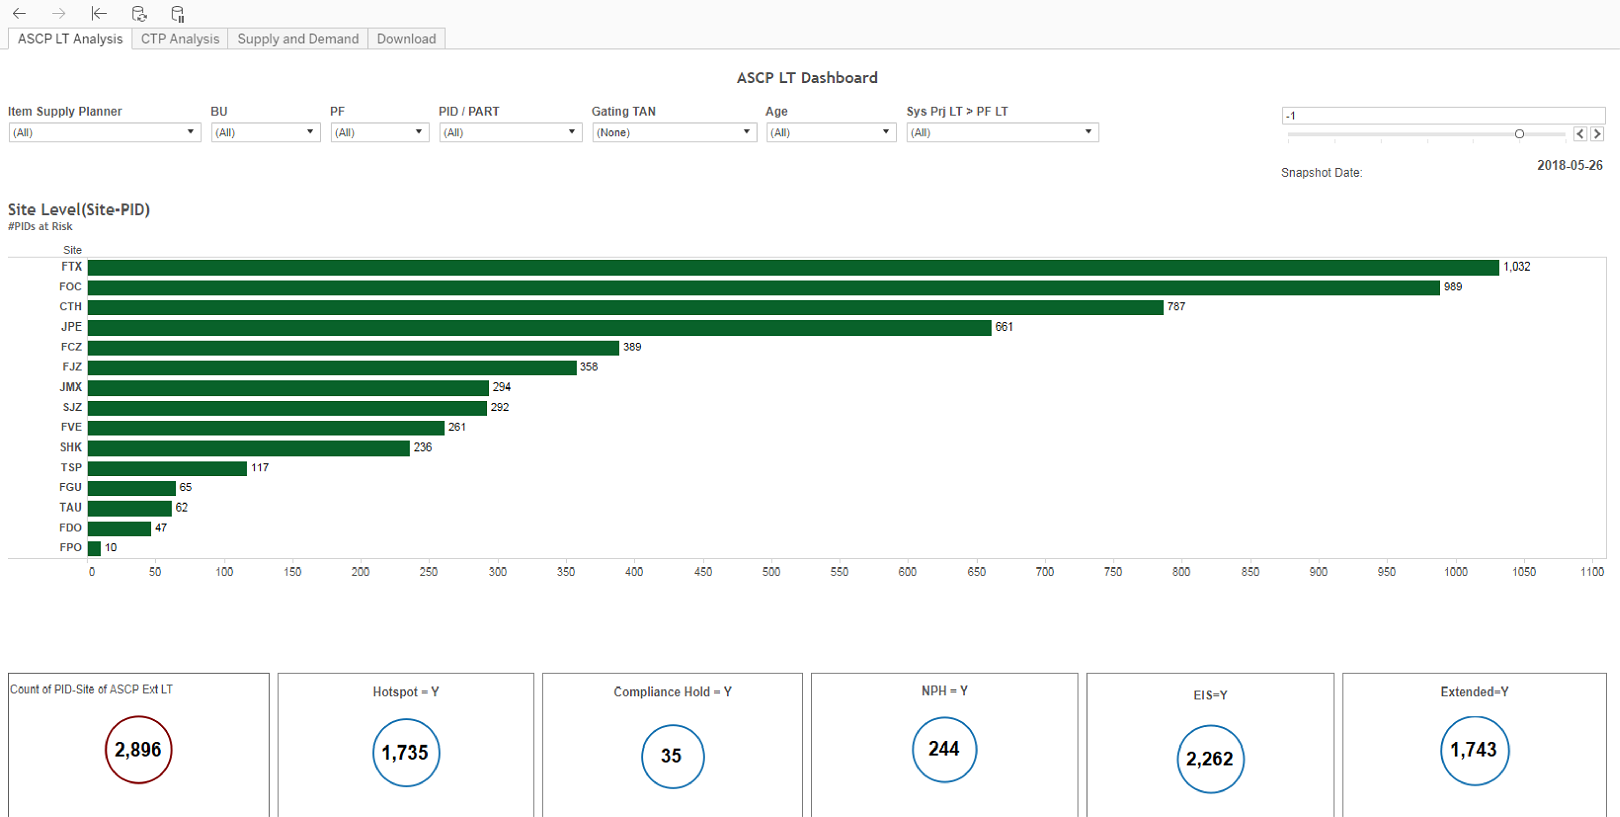 ASCP LT Analysis
CTP Analysis
Supply and Demand
Download
ASCP LT Dashboard
Item Supply Planner
BU
PF
PID / PART
Gating TAN
Age
Sys Prj LT > PF LT
(All)
(All)
(All)
(All)
(None)
(All)
(All)
-1
Snapshot Date:
2018-05-26
Site Level(Site-PID)
#PIDs at Risk
Site
FTX 1,032
FOC 989
CTH 787
JPE 661
FCZ 389
FJZ 358
JMX 294
SJZ 292
FVE 261
SHK 236
TSP 117
FGU 65
TAU 62
FDO 47
FPO 10
0 50 100 150 200 250 300 350 400 450 500 550 600 650 700 750 800 850 900 950 1000 1050 1100
Count of PID-Site of ASCP Ext LT
2,896
Hotspot = Y
1,735
Compliance Hold = Y
35
NPH = Y
244
EIS=Y
2,262
Extended=Y
1,743